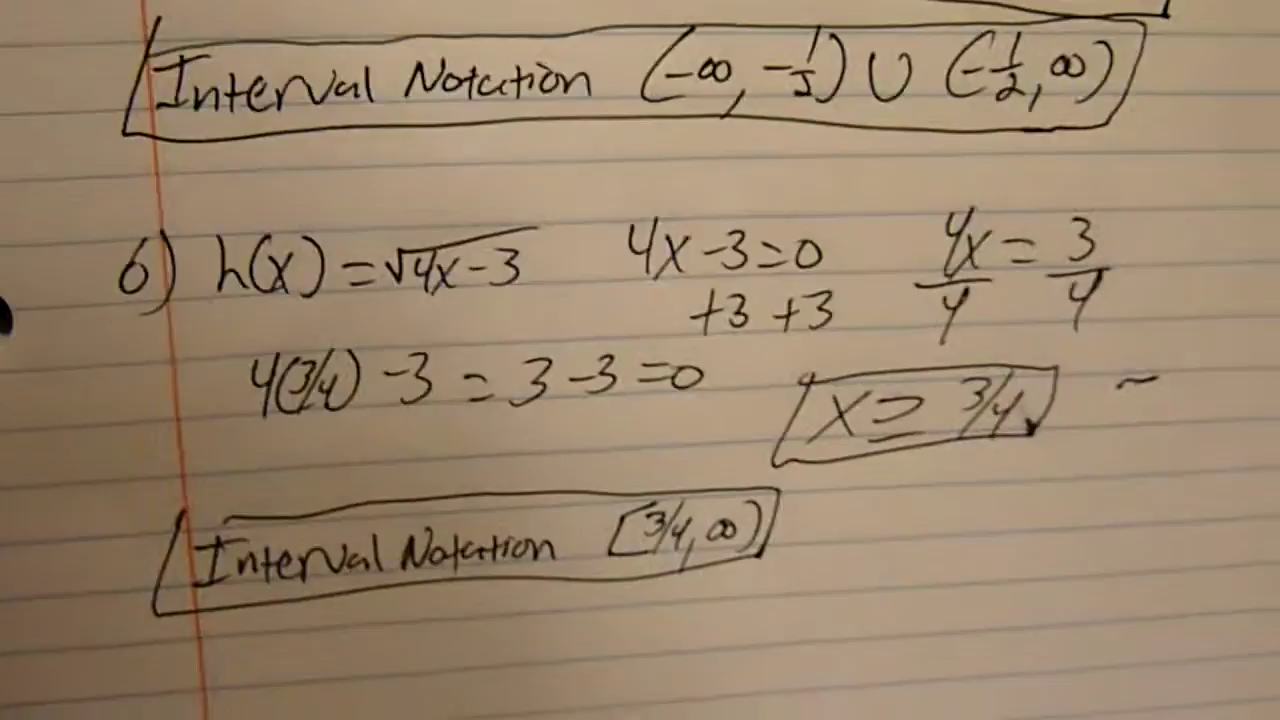 Interval Notation (-∞, -1/2) ∪ (-1/2, ∞)
6) h(x) = √4x-3   4x-3=0   4x/4 = 3/4
+3 +3
4(3/4) -3 = 3-3=0   x ≥ 3/4   ~
Interval Notation [3/4, ∞)